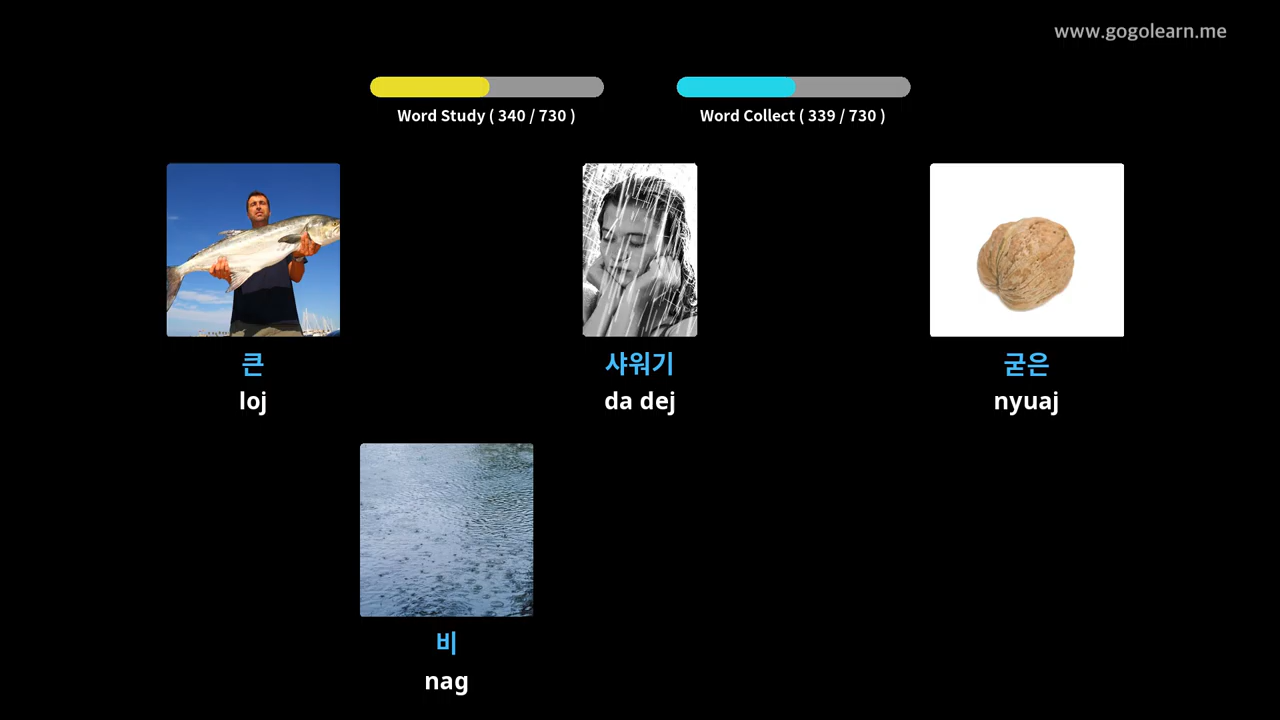 www.gogolearn.me
Word Study ( 340 / 730 )
Word Collect ( 339 / 730 )
큰
loj
샤워기
da dej
굳은
nyuaj
비
nag